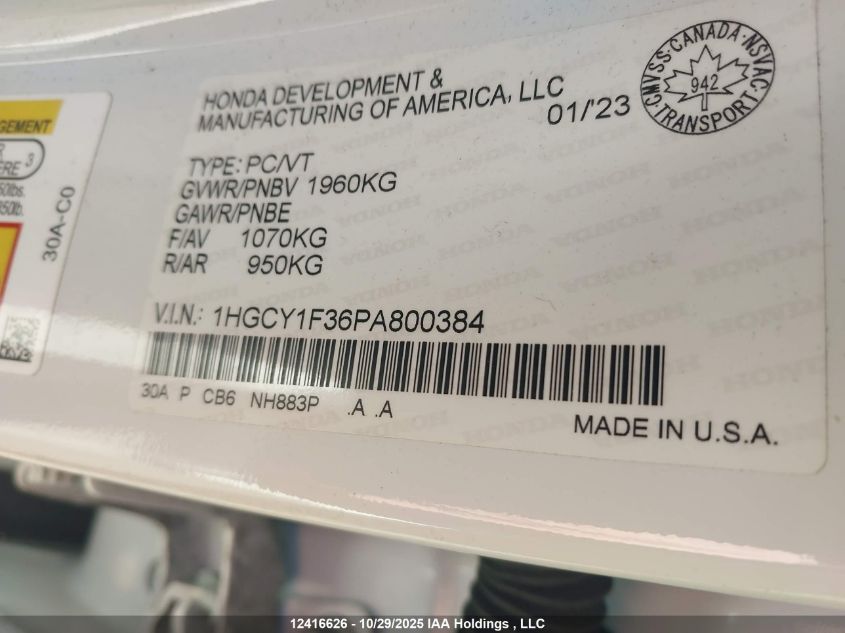 HONDA DEVELOPMENT &
MANUFACTURING OF AMERICA, LLC
01/'23
CMVSS·CANADA·NSVAC
942
TRANSPORT
TYPE: PC/VT
GVWR/PNBV 1960KG
GAWR/PNBE
F/AV 1070KG
R/AR 950KG
V.I.N.: 1HGCY1F36PA800384
30A P CB6 NH883P .A .A
MADE IN U.S.A.
GEMENT
3
30A-C0
12416626 - 10/29/2025 IAA Holdings , LLC